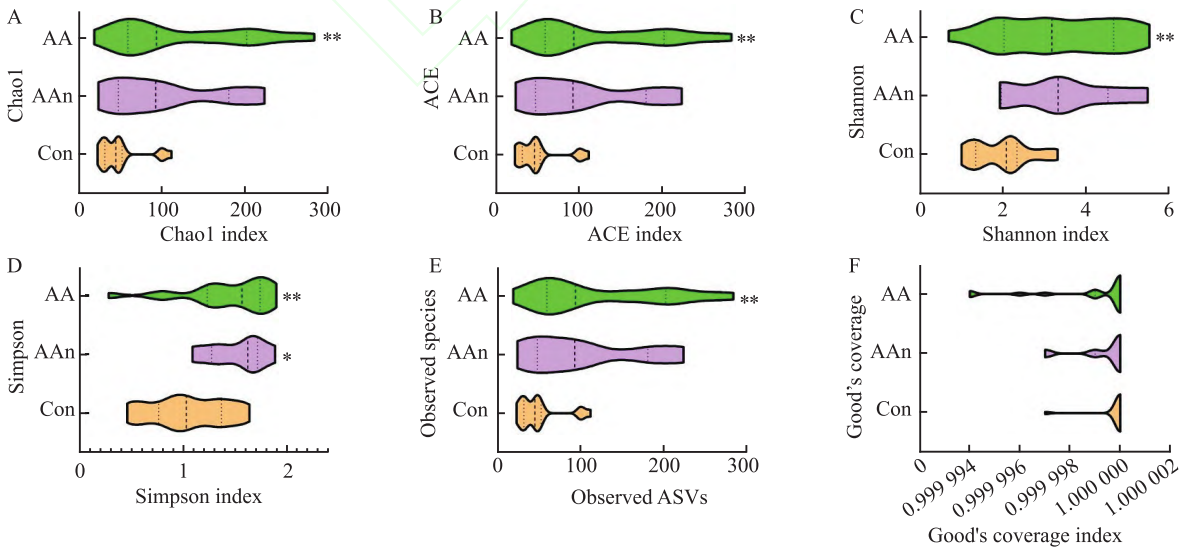 A
Chao1
AA
**
AAn
Con
0 100 200 300
Chao1 index
B
ACE
AA
**
AAn
Con
0 100 200 300
ACE index
C
Shannon
AA
**
AAn
Con
0 2 4 6
Shannon index
D
Simpson
AA
**
AAn
*
Con
0 1 2
Simpson index
E
Observed species
AA
**
AAn
Con
0 100 200 300
Observed ASVs
F
Good's coverage
AA
AAn
Con
0 0.999 994 0.999 996 0.999 998 1.000 000 1.000 002
Good's coverage index